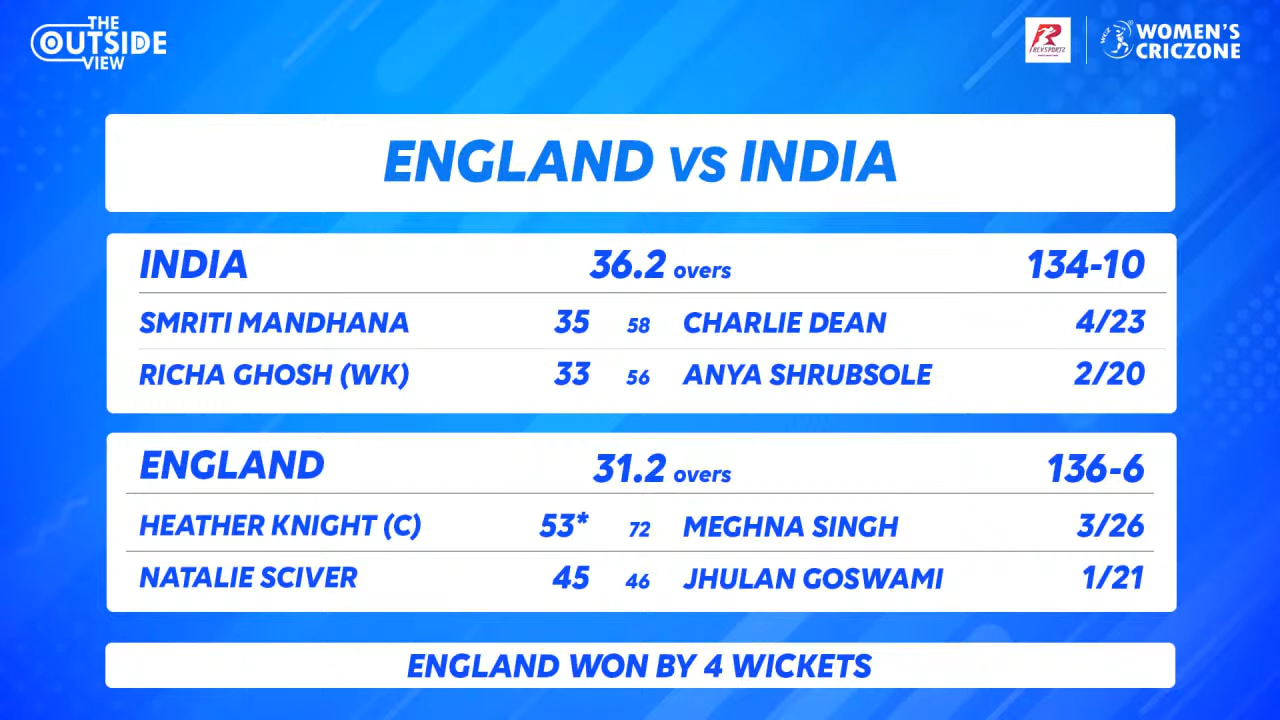 THE
OUTSIDE
VIEW
REVSPORTZ
WOMEN'S
CRICZONE
ENGLAND VS INDIA
INDIA 36.2 overs 134-10
SMRITI MANDHANA 35 58 CHARLIE DEAN 4/23
RICHA GHOSH (WK) 33 56 ANYA SHRUBSOLE 2/20
ENGLAND 31.2 overs 136-6
HEATHER KNIGHT (C) 53* 72 MEGHNA SINGH 3/26
NATALIE SCIVER 45 46 JHULAN GOSWAMI 1/21
ENGLAND WON BY 4 WICKETS